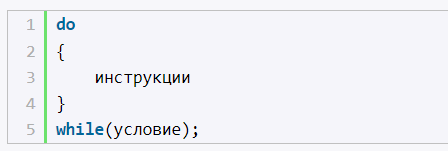 1 do
2 {
3 инструкции
4 }
5 while(условие);